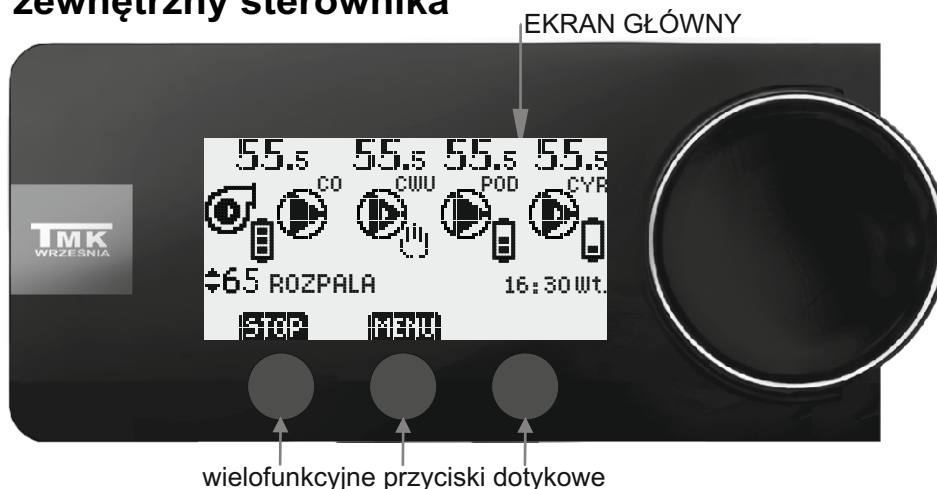 zewnętrzny sterownika
EKRAN GŁÓWNY
55.5 55.5 55.5 55.5
CO CWU POD CYR
TMK
WRZEŚNIA
65 ROZPALA 16:30 Wt.
STOP MENU
wielofunkcyjne przyciski dotykowe